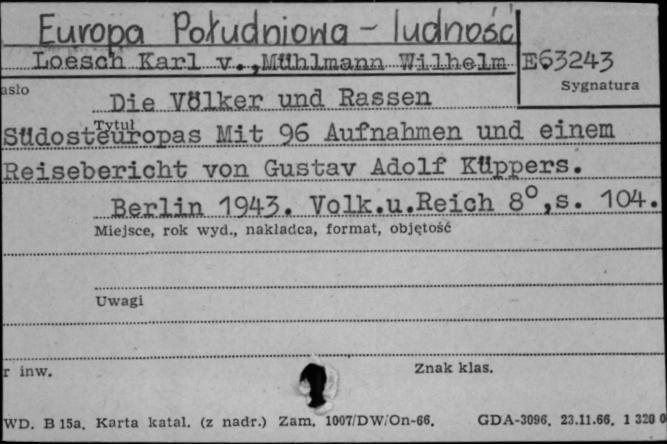 Europa Południowa - ludność
Loesch Karl v.,Mühlmann Wilhelm E63243
asło Sygnatura
Die Völker und Rassen
Tytuł
Südosteuropas Mit 96 Aufnahmen und einem
Reisebericht von Gustav Adolf Küppers.
Berlin 1943. Volk.u.Reich 8°,s. 104.
Miejsce, rok wyd., nakładca, format, objętość
Uwagi
r inw. Znak klas.
WD. B 15a. Karta katal. (z nadr.) Zam. 1007/DW/On-66. GDA-3096. 23.11.66. 1 320 0